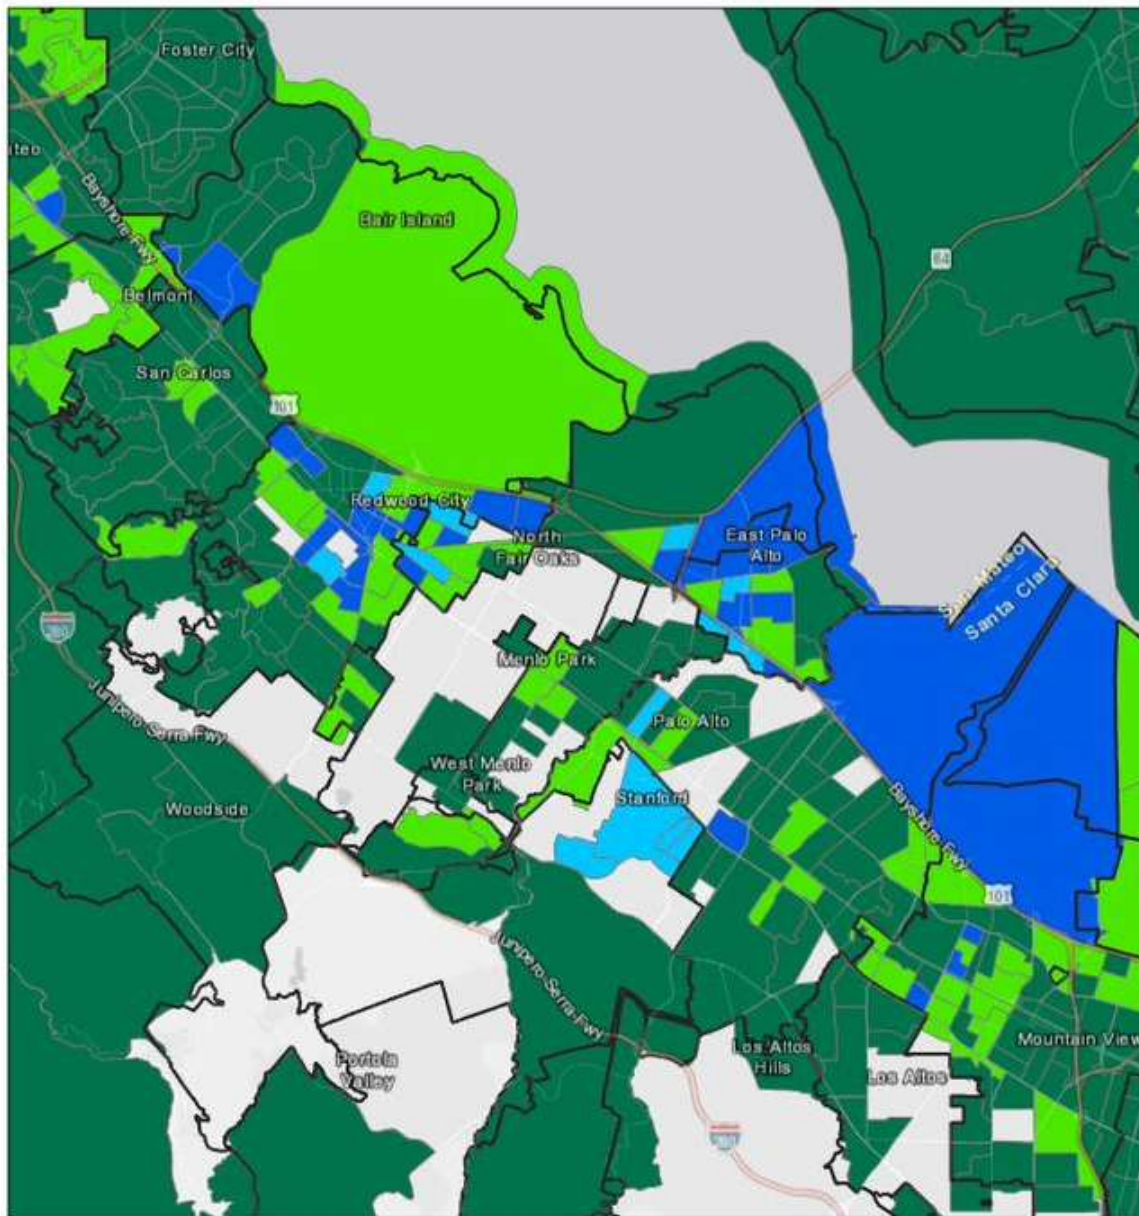 Foster City
ateo
Bair Island
Bayshore-Fwy
84
Belmont
San Carlos
101
Redwood City
North
Fair Oaks
East Palo
Alto
San Mateo
Santa Clara
280
Menlo Park
Junipero-Serra-Fwy
Palo Alto
West Menlo
Park
Stanford
Woodside
Bayshore-Fwy
101
Junipero-Serra-Fwy
Portola
Valley
Los Altos
Hills
Los Altos
Mountain View
280